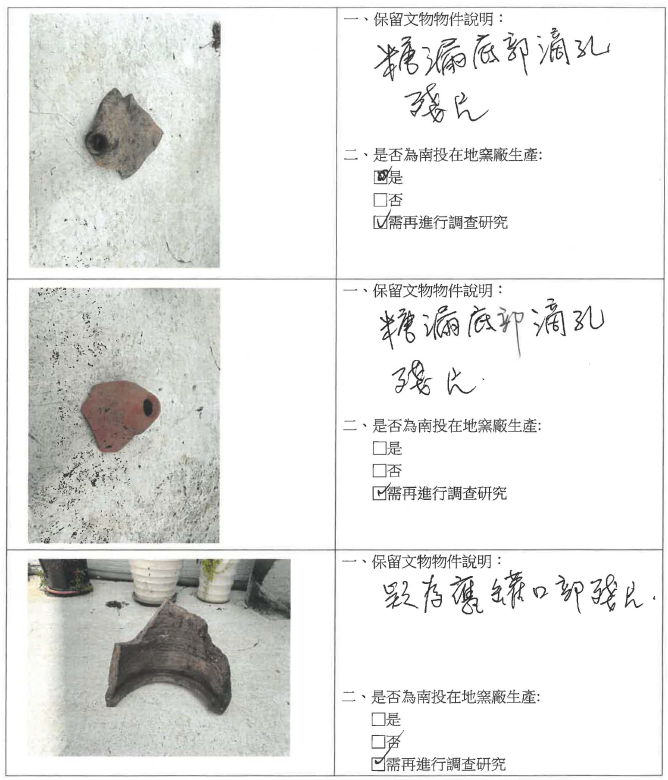 一、保留文物物件說明：
糖漏底部滴孔
殘片
二、是否為南投在地窯廠生產:
☑是
□否
☑需再進行調查研究
一、保留文物物件說明：
糖漏底部滴孔
殘片.
二、是否為南投在地窯廠生產:
□是
□否
☑需再進行調查研究
一、保留文物物件說明：
存甕罐口部殘片.
二、是否為南投在地窯廠生產:
□是
□否
☑需再進行調查研究